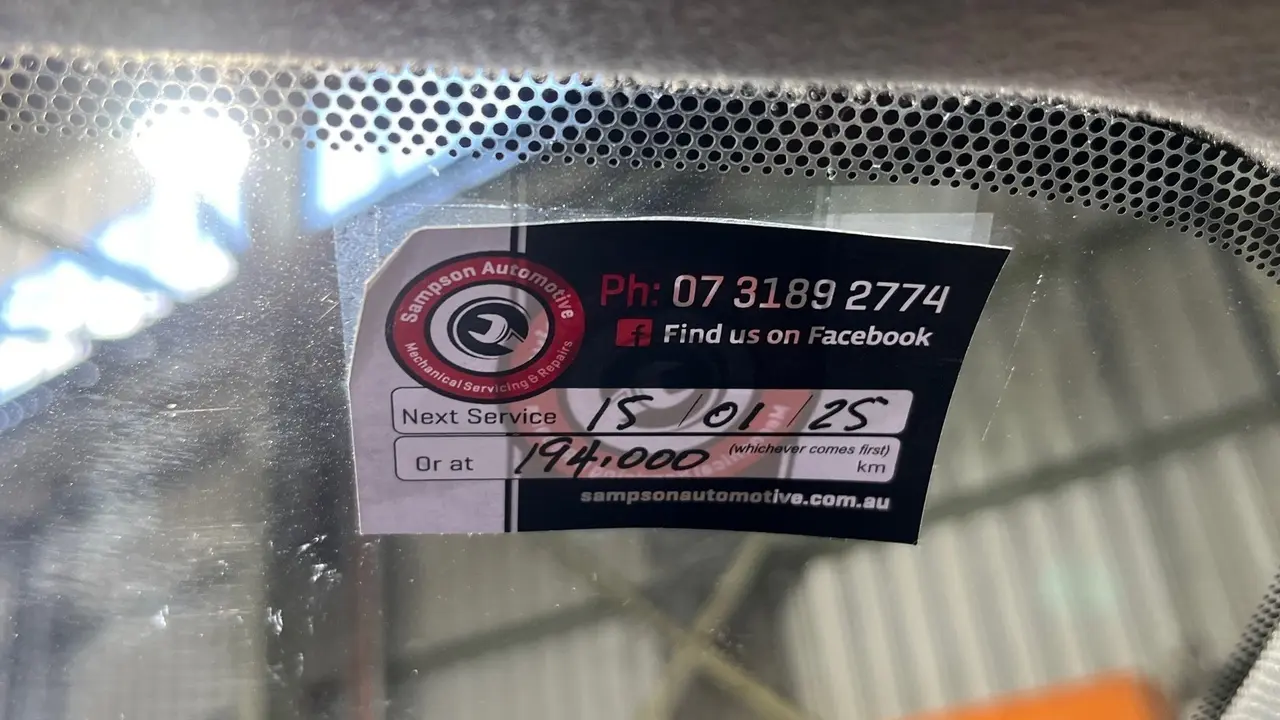 Sampson Automotive
Mechanical Servicing & Repairs
Ph: 07 3189 2774
Find us on Facebook
Next Service 15 / 01 / 25
Or at 194,000 (whichever comes first) km
sampsonautomotive.com.au